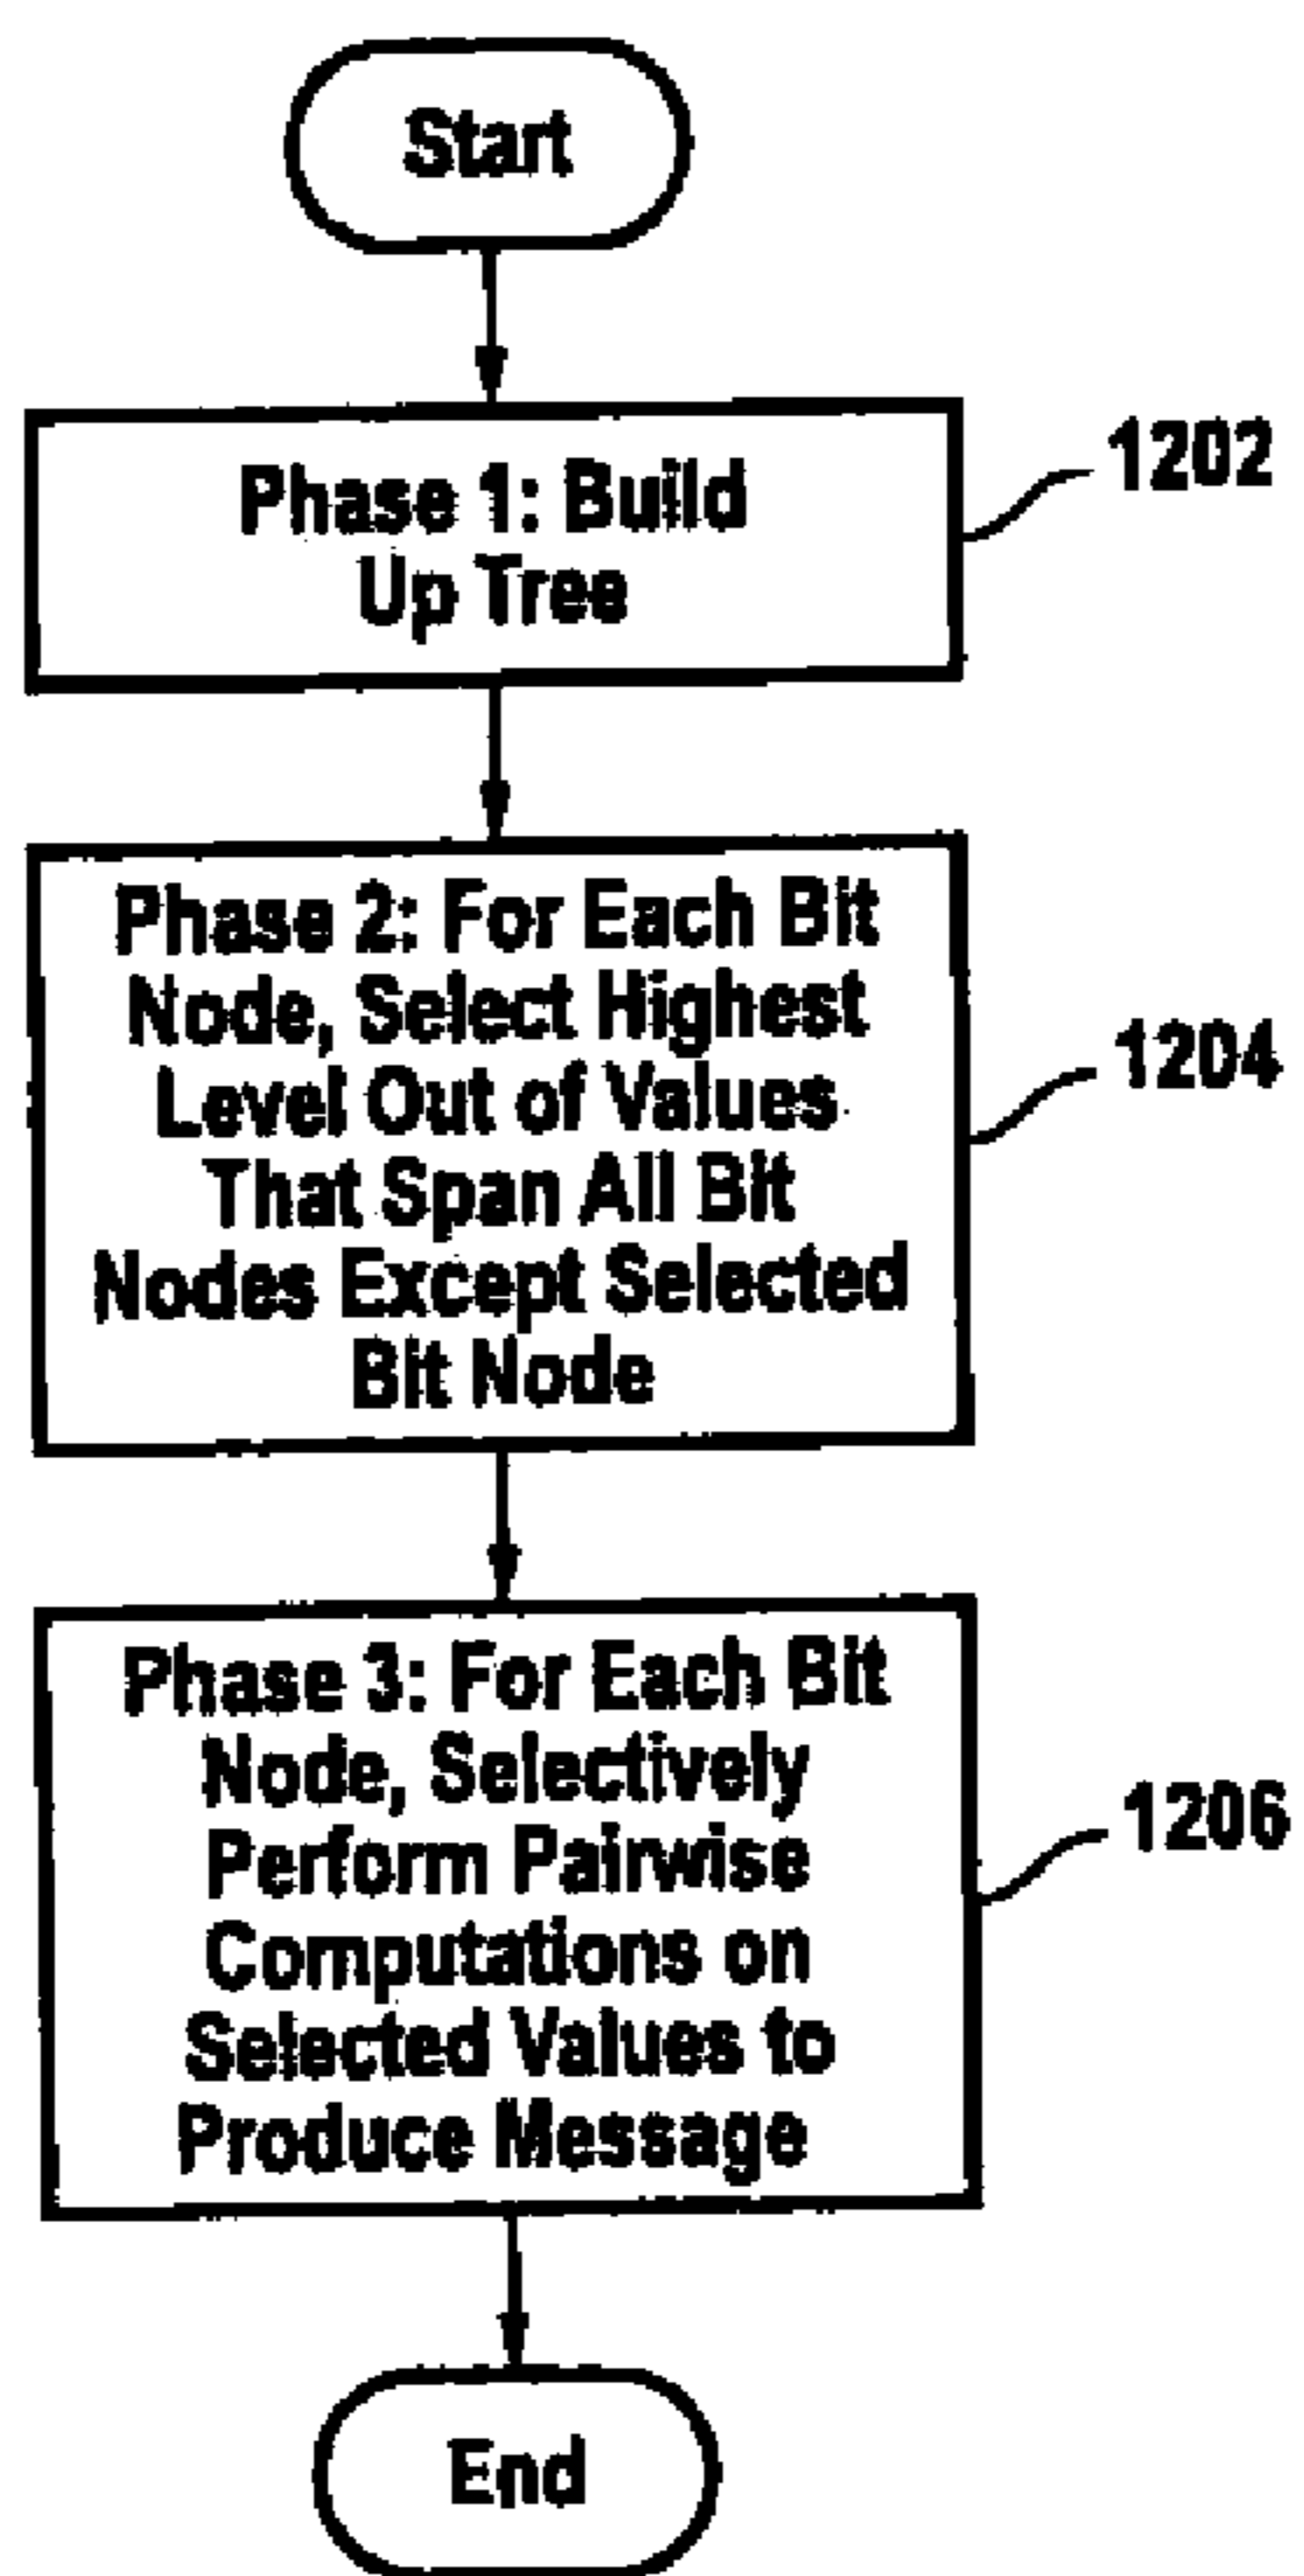 Start
Phase 1: Build
Up Tree
1202
Phase 2: For Each Bit
Node, Select Highest
Level Out of Values
That Span All Bit
Nodes Except Selected
Bit Node
1204
Phase 3: For Each Bit
Node, Selectively
Perform Pairwise
Computations on
Selected Values to
Produce Message
1206
End